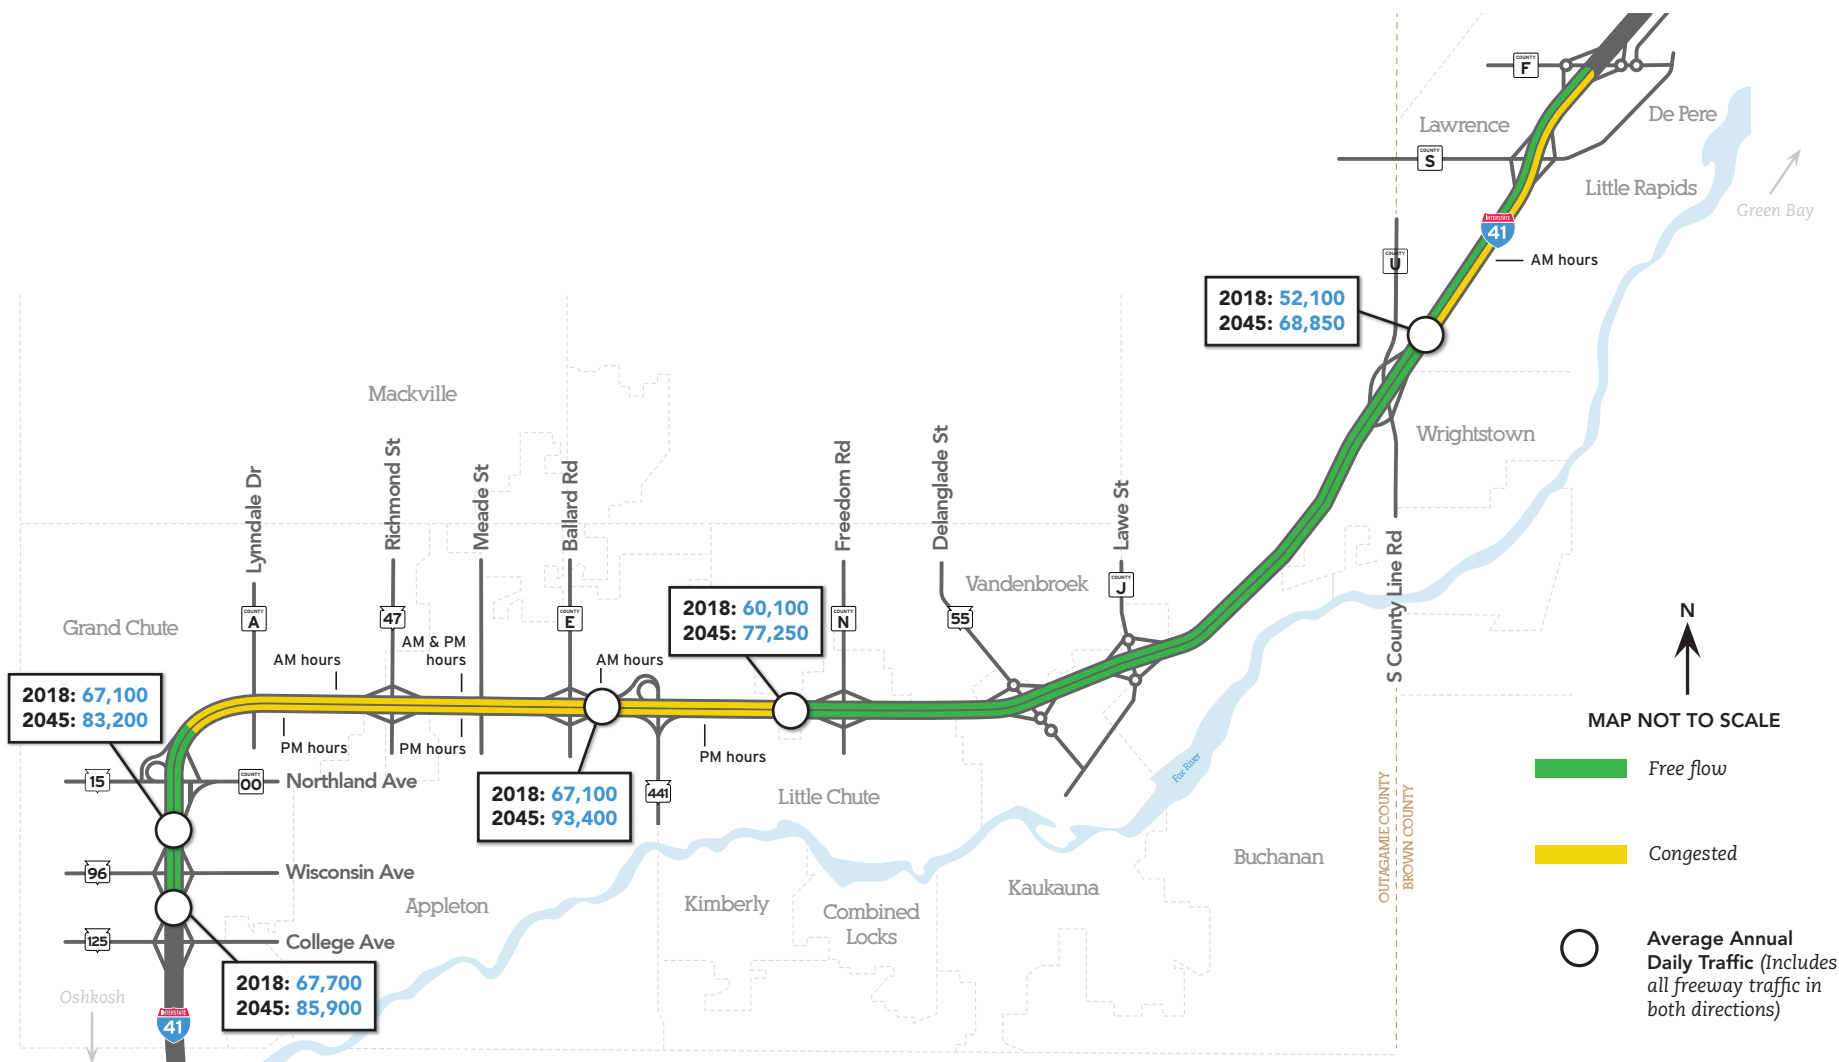 COUNTY
F
De Pere
Lawrence
COUNTY
S
Little Rapids
Green Bay
INTERSTATE
41
COUNTY
U
AM hours
2018: 52,100
2045: 68,850
Mackville
Wrightstown
Lynndale Dr
Richmond St
Meade St
Ballard Rd
Freedom Rd
Delanglade St
Lawe St
S County Line Rd
Vandenbroek
COUNTY
J
2018: 60,100
2045: 77,250
COUNTY
A
47
COUNTY
E
COUNTY
N
55
Grand Chute
AM & PM
hours
AM hours
AM hours
2018: 67,100
2045: 83,200
PM hours
PM hours
PM hours
N
MAP NOT TO SCALE
15
COUNTY
00
Northland Ave
2018: 67,100
2045: 93,400
441
Little Chute
Fox River
Free flow
OUTAGAMIE COUNTY
BROWN COUNTY
Congested
96
Wisconsin Ave
Appleton
Kimberly
Combined
Locks
Kaukauna
Buchanan
125
College Ave
2018: 67,700
2045: 85,900
Oshkosh
INTERSTATE
41
Average Annual
Daily Traffic (Includes
all freeway traffic in
both directions)